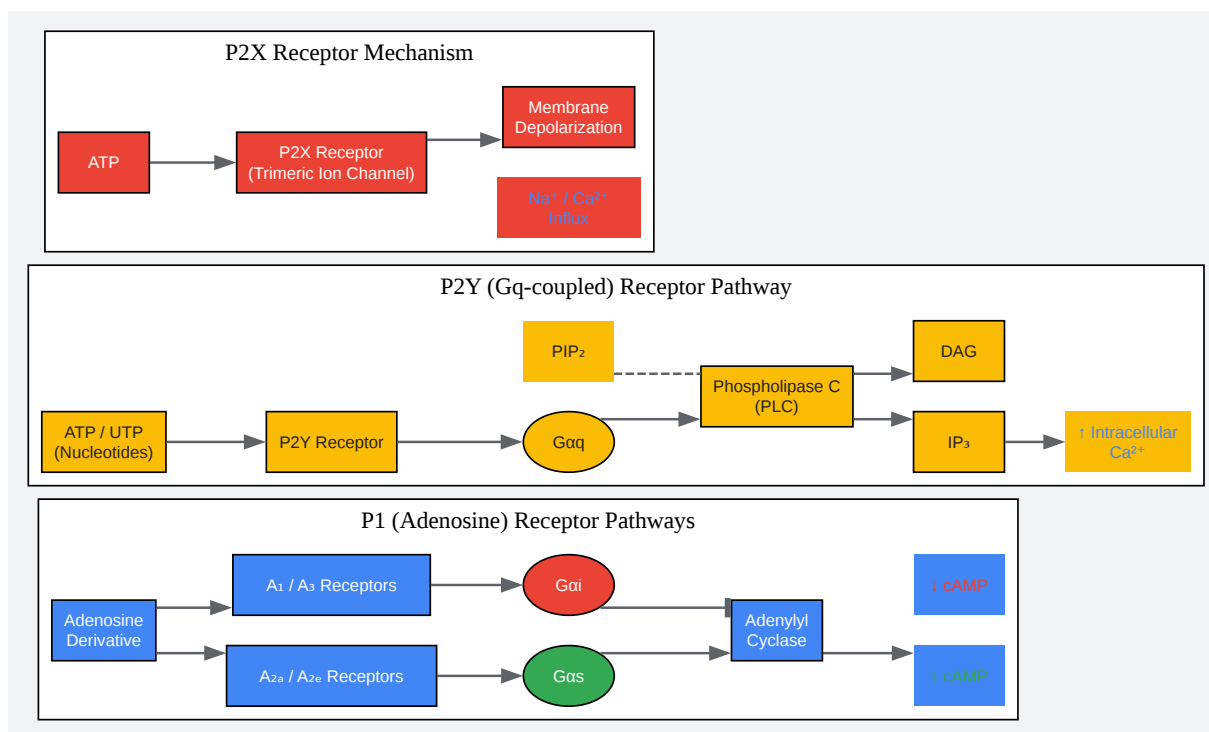 P2X Receptor Mechanism
ATP
P2X Receptor
(Trimeric Ion Channel)
Membrane
Depolarization
Na⁺ / Ca²⁺
Influx
P2Y (Gq-coupled) Receptor Pathway
ATP / UTP
(Nucleotides)
P2Y Receptor
PIP₂
Gαq
Phospholipase C
(PLC)
DAG
IP₃
↑ Intracellular
Ca²⁺
P1 (Adenosine) Receptor Pathways
Adenosine
Derivative
A₁ / A₃ Receptors
A₂ₐ / A₂ₑ Receptors
Gαi
Gαs
Adenylyl
Cyclase
↓ cAMP
↑ cAMP